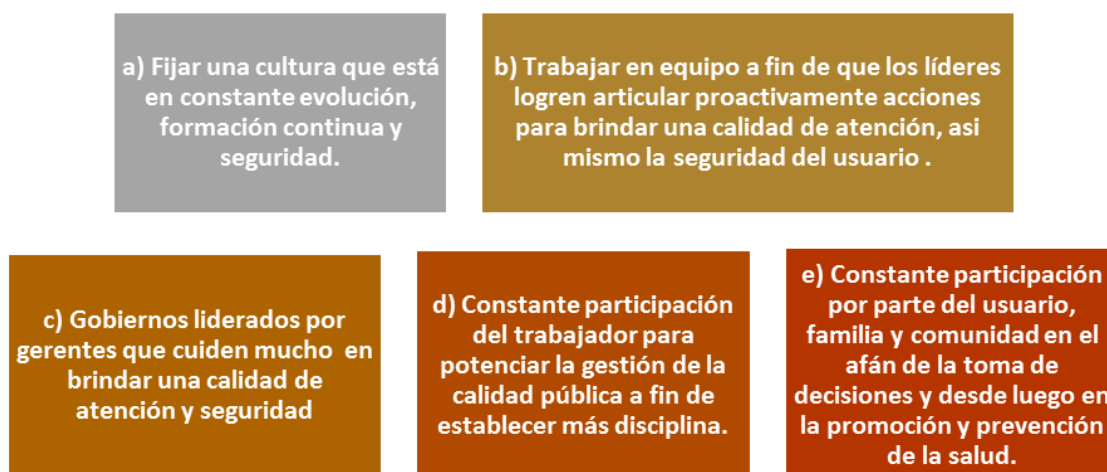 a) Fijar una cultura que está
en constante evolución,
formación continua y
seguridad.
b) Trabajar en equipo a fin de que los líderes
logren articular proactivamente acciones
para brindar una calidad de atención, asi
mismo la seguridad del usuario .
c) Gobiernos liderados por
gerentes que cuiden mucho en
brindar una calidad de
atención y seguridad
d) Constante participación
del trabajador para
potenciar la gestión de la
calidad pública a fin de
establecer más disciplina.
e) Constante participación
por parte del usuario,
familia y comunidad en el
afán de la toma de
decisiones y desde luego en
la promoción y prevención
de la salud.